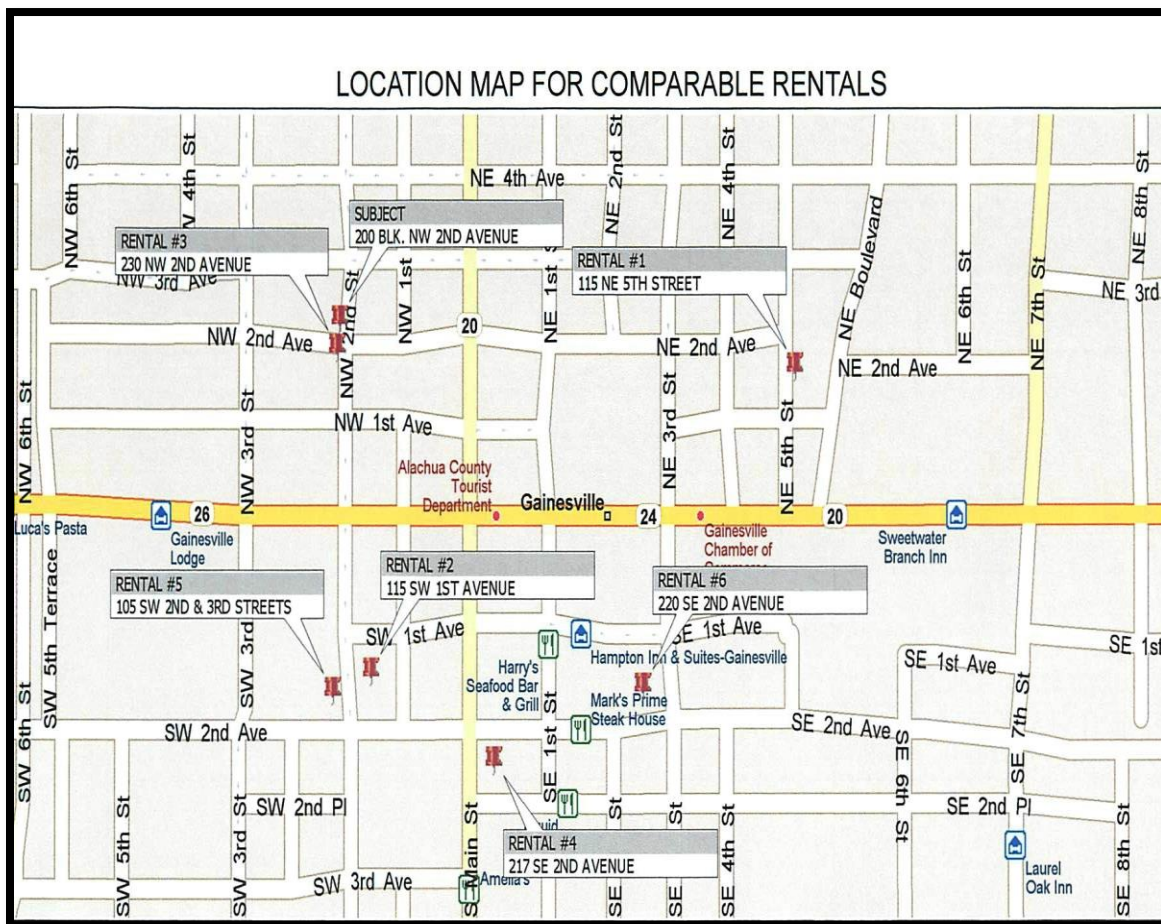 LOCATION MAP FOR COMPARABLE RENTALS
NW 6th St
NW 4th St
NE 2nd St
NE 4th St
NE 8th St
NE 4th Ave
SUBJECT
200 BLK. NW 2ND AVENUE
RENTAL #3
230 NW 2ND AVENUE
NW 3rd Ave
NW 2nd St
NW 1st
NE 1st S
RENTAL #1
115 NE 5TH STREET
NE Boulevard
NE 6th St
NE 7th St
NE 3rd
20
NW 2nd Ave
NE 2nd Ave
NE 2nd Ave
NW 6th St
NW 3rd St
NW 1st Ave
NE 3rd St
NE 5th St
Alachua County
Tourist
Department
Gainesville
26
24
20
Luca's Pasta
Gainesville
Lodge
Gainesville
Chamber of
Commerce
Sweetwater
Branch Inn
RENTAL #2
115 SW 1ST AVENUE
RENTAL #5
105 SW 2ND & 3RD STREETS
RENTAL #6
220 SE 2ND AVENUE
SW 5th Terrace
SW 3rd
SW 1st Ave
SE 1st Ave
SE 1st Ave
SE 1st
Harry's
Seafood Bar
& Grill
Hampton Inn & Suites-Gainesville
Mark's Prime
Steak House
SW 6th St
SW 2nd Ave
SE 1st St
SE 2nd Ave
SE 6th St
SE 7th St
SW 5th St
SW 3rd St
SW 2nd Pl
SE 2nd Pl
uid
RENTAL #4
217 SE 2ND AVENUE
SW 3rd Ave
S Main St
Amelia's
SE St
SE St
SE 4th St
Laurel
Oak Inn
SE 8th St